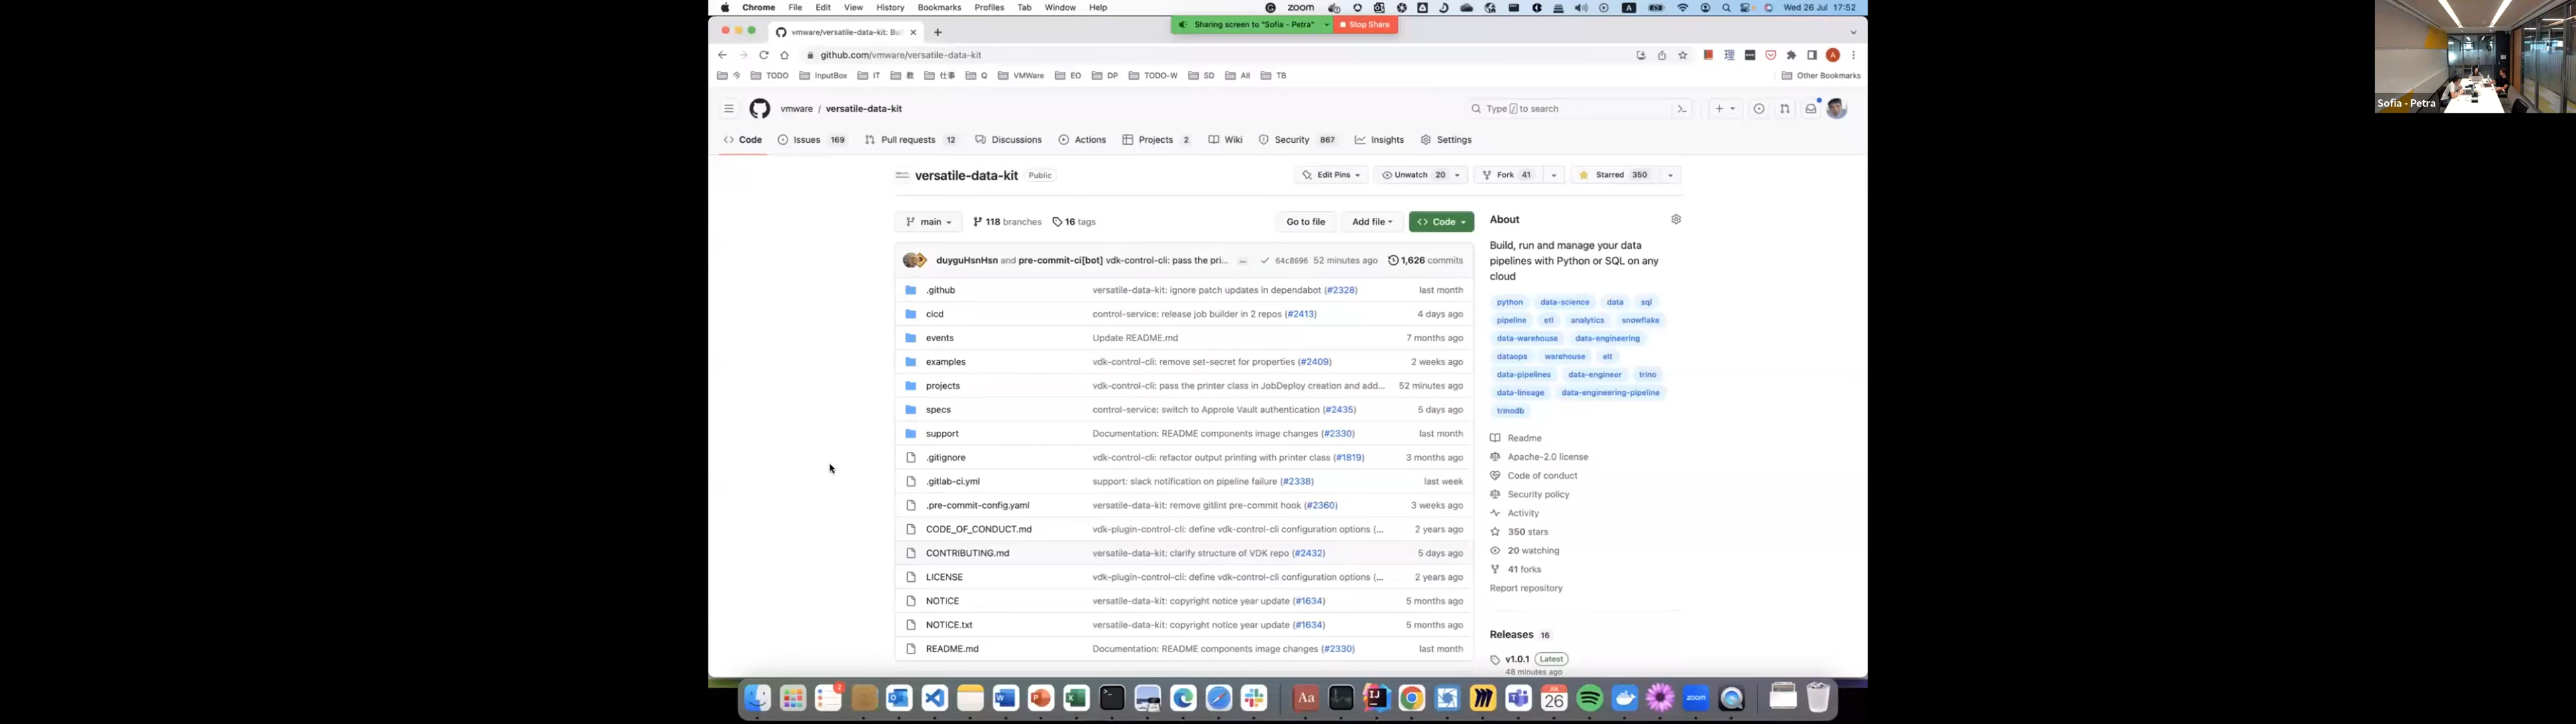 Chrome File Edit View History Bookmarks Profiles Tab Window Help zoom A Wed 26 Jul 17:52
Sharing screen to "Sofia - Petra" Stop Share
vmware/versatile-data-kit: Bu
github.com/vmware/versatile-data-kit A
今 TODO InputBox IT 教 仕事 Q VMWare EO DP TODO-W SD All TB Other Bookmarks
Sofia - Petra
vmware / versatile-data-kit Type / to search
Code Issues 169 Pull requests 12 Discussions Actions Projects 2 Wiki Security 867 Insights Settings
versatile-data-kit Public Edit Pins Unwatch 20 Fork 41 Starred 350
main 118 branches 16 tags Go to file Add file Code
duyguHsnHsn and pre-commit-ci[bot] vdk-control-cli: pass the pri... ... 64c8696 52 minutes ago 1,626 commits
.github versatile-data-kit: ignore patch updates in dependabot (#2328) last month
cicd control-service: release job builder in 2 repos (#2413) 4 days ago
events Update README.md 7 months ago
examples vdk-control-cli: remove set-secret for properties (#2409) 2 weeks ago
projects vdk-control-cli: pass the printer class in JobDeploy creation and add... 52 minutes ago
specs control-service: switch to Approle Vault authentication (#2435) 5 days ago
support Documentation: README components image changes (#2330) last month
.gitignore vdk-control-cli: refactor output printing with printer class (#1819) 3 months ago
.gitlab-ci.yml support: slack notification on pipeline failure (#2338) last week
.pre-commit-config.yaml versatile-data-kit: remove gitlint pre-commit hook (#2360) 3 weeks ago
CODE_OF_CONDUCT.md vdk-plugin-control-cli: define vdk-control-cli configuration options (... 2 years ago
CONTRIBUTING.md versatile-data-kit: clarify structure of VDK repo (#2432) 5 days ago
LICENSE vdk-plugin-control-cli: define vdk-control-cli configuration options (... 2 years ago
NOTICE versatile-data-kit: copyright notice year update (#1634) 5 months ago
NOTICE.txt versatile-data-kit: copyright notice year update (#1634) 5 months ago
README.md Documentation: README components image changes (#2330) last month
About
Build, run and manage your data
pipelines with Python or SQL on any
cloud
python data-science data sql
pipeline etl analytics snowflake
data-warehouse data-engineering
dataops warehouse elt
data-pipelines data-engineer trino
data-lineage data-engineering-pipeline
trinodb
Readme
Apache-2.0 license
Code of conduct
Security policy
Activity
350 stars
20 watching
41 forks
Report repository
Releases 16
v1.0.1 Latest
48 minutes ago
2 Aa IJ 26 zoom